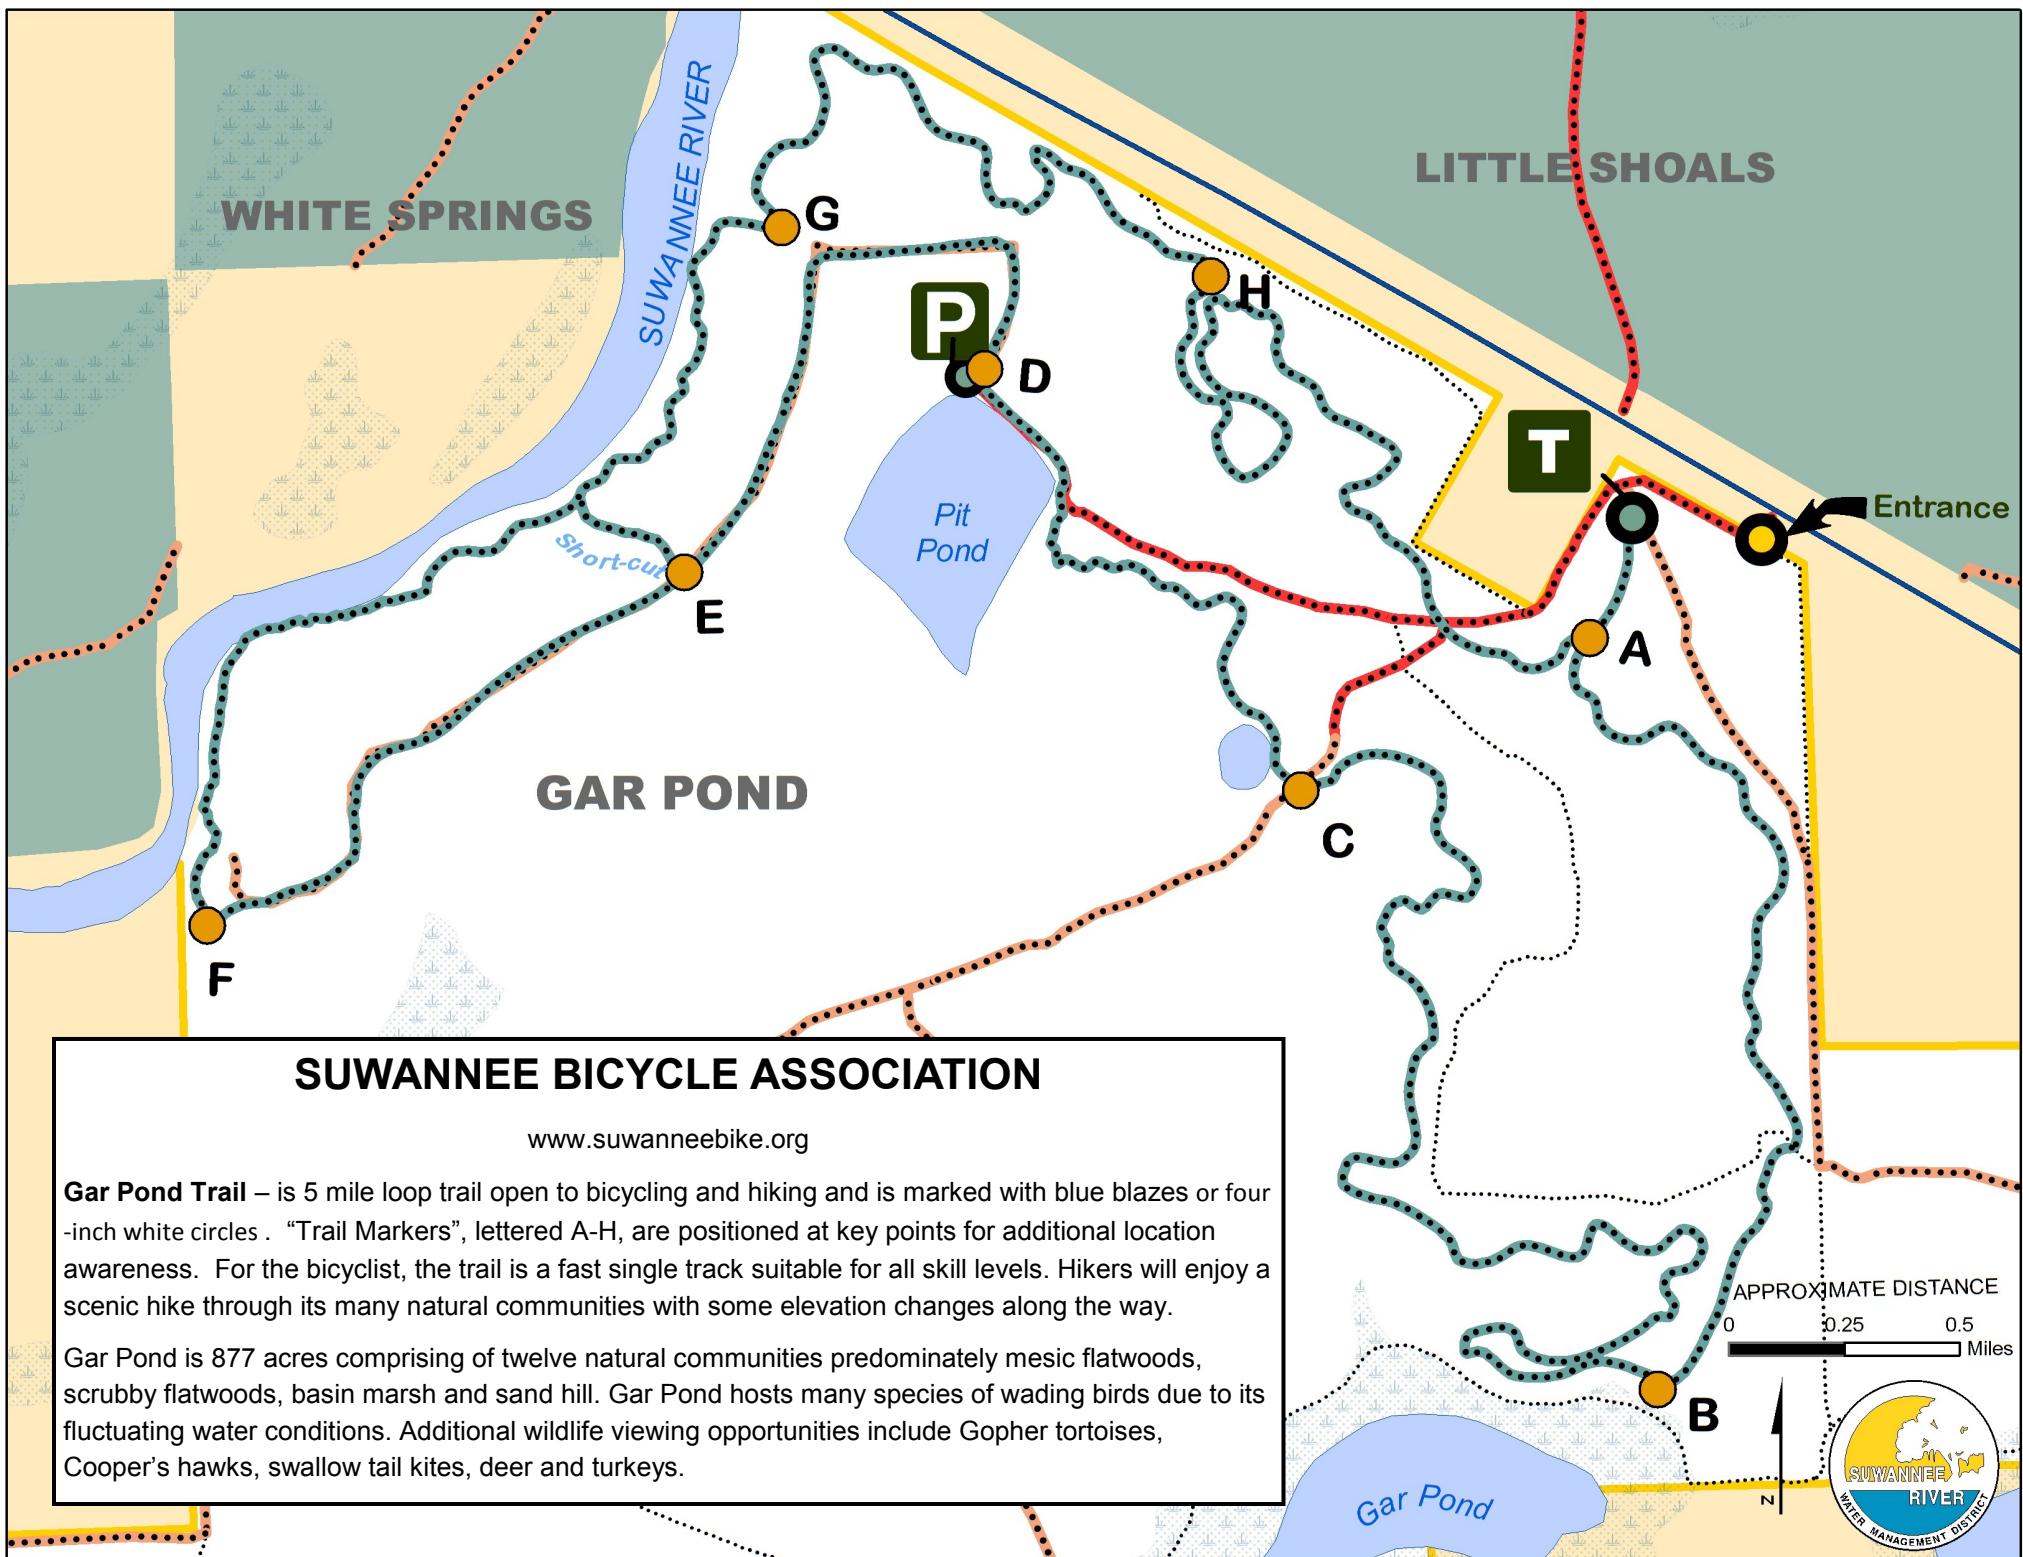 WHITE SPRINGS
SUWANNEE RIVER
LITTLE SHOALS
G
H
P
D
T
Entrance
Pit
Pond
Short-cut
E
A
GAR POND
C
F
SUWANNEE BICYCLE ASSOCIATION
www.suwanneebike.org
Gar Pond Trail – is 5 mile loop trail open to bicycling and hiking and is marked with blue blazes or four
-inch white circles . “Trail Markers”, lettered A-H, are positioned at key points for additional location
awareness. For the bicyclist, the trail is a fast single track suitable for all skill levels. Hikers will enjoy a
scenic hike through its many natural communities with some elevation changes along the way.
Gar Pond is 877 acres comprising of twelve natural communities predominately mesic flatwoods,
scrubby flatwoods, basin marsh and sand hill. Gar Pond hosts many species of wading birds due to its
fluctuating water conditions. Additional wildlife viewing opportunities include Gopher tortoises,
Cooper’s hawks, swallow tail kites, deer and turkeys.
APPROXIMATE DISTANCE
0 0.25 0.5
Miles
B
Gar Pond
N
SUWANNEE
RIVER
WATER MANAGEMENT DISTRICT